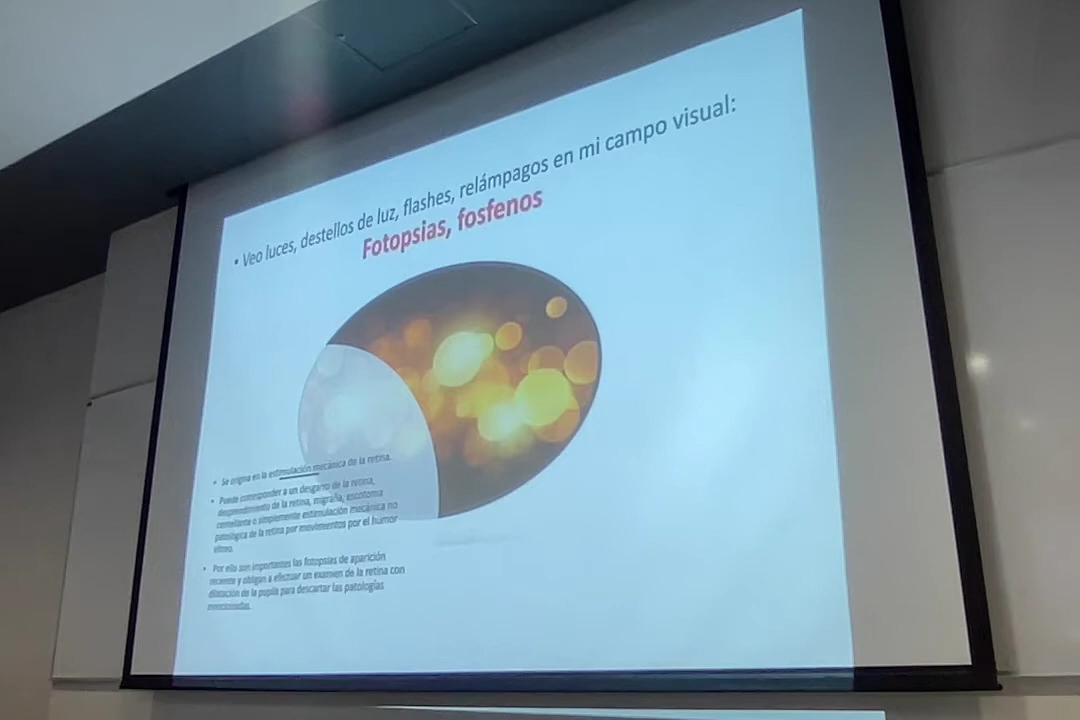 • Veo luces, destellos de luz, flashes, relámpagos en mi campo visual:
Fotopsias, fosfenos
• Se origina en la estimulación mecánica de la retina.
• Puede corresponder a un desgarro de la retina,
desprendimiento de la retina, migraña, escotoma
centellante o simplemente estimulación mecánica no
patológica de la retina por movimientos por el humor
vítreo.
• Por ello son importantes las fotopsias de aparición
reciente y obligan a efectuar un examen de la retina con
dilatación de la pupila para descartar las patologías
mencionadas.